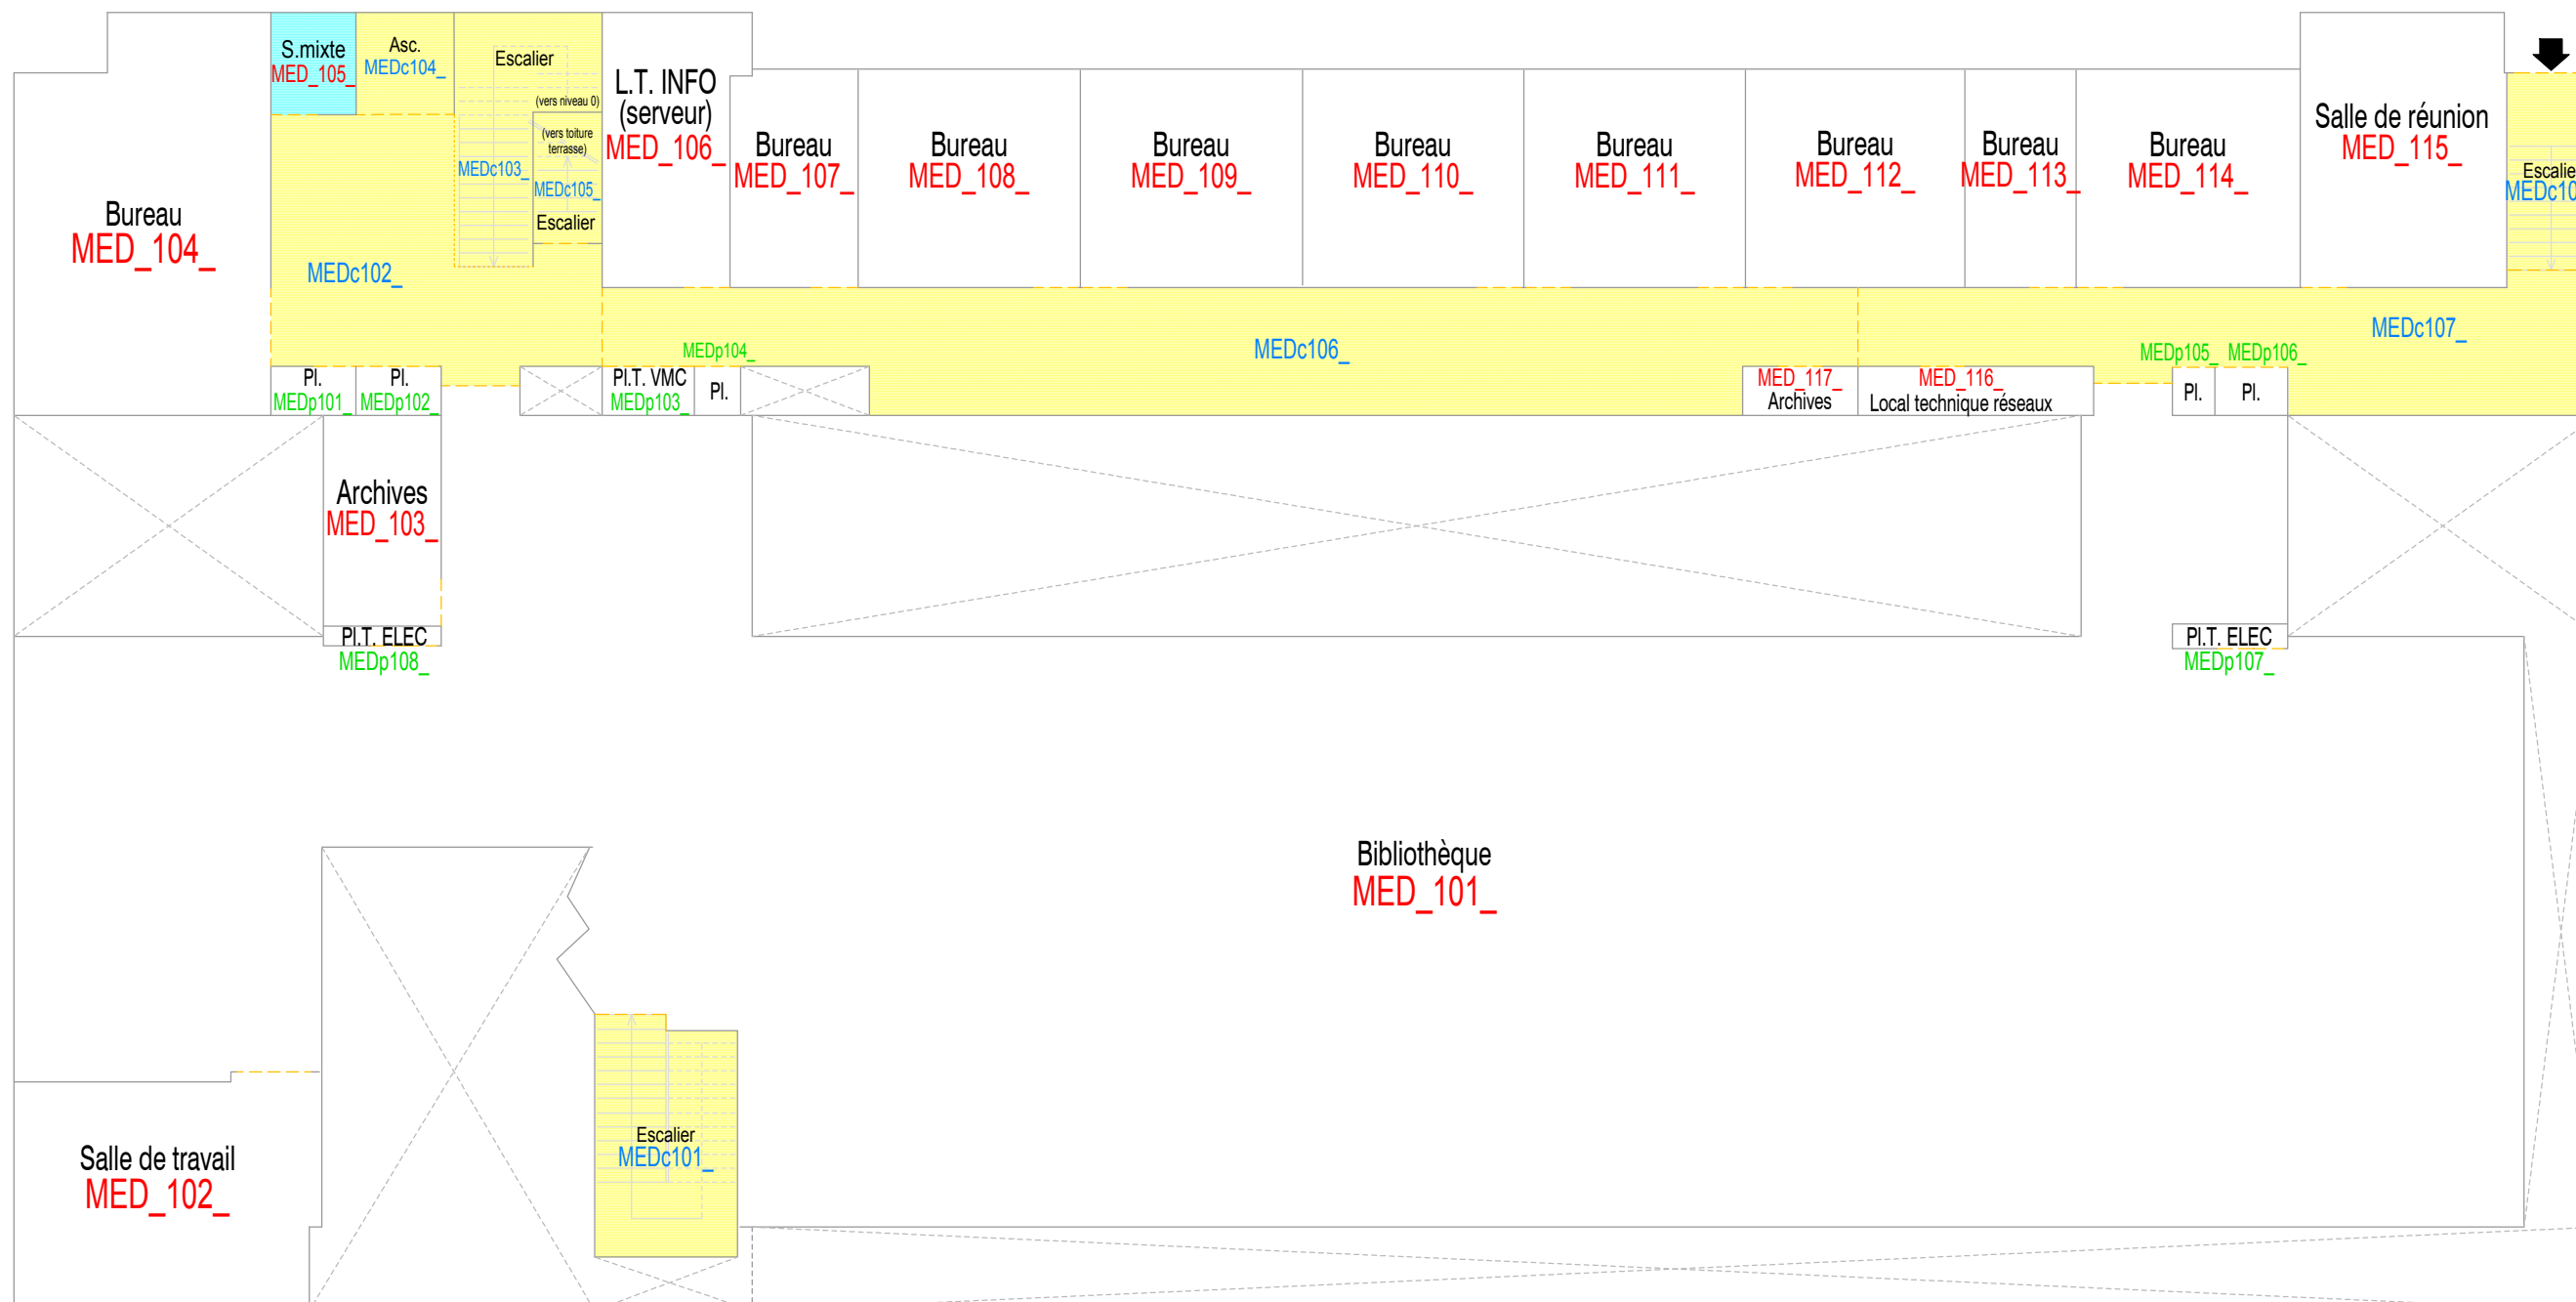 S.mixte
MED_105_
Asc.
MEDc104_
Escalier
(vers niveau 0)
(vers toiture
terrasse)
MEDc103_
MEDc105_
Escalier
L.T. INFO
(serveur)
MED_106_
Bureau
MED_107_
Bureau
MED_108_
Bureau
MED_109_
Bureau
MED_110_
Bureau
MED_111_
Bureau
MED_112_
Bureau
MED_113_
Bureau
MED_114_
Salle de réunion
MED_115_
Escalie
MEDc10
Bureau
MED_104_
MEDc102_
MEDc106_
MEDc107_
Pl.
MEDp101_
Pl.
MEDp102_
Pl.T. VMC
MEDp103_
MEDp104_
Pl.
MED_117_
Archives
MED_116_
Local technique réseaux
MEDp105_
MEDp106_
Pl.
Pl.
Archives
MED_103_
Pl.T. ELEC
MEDp108_
Pl.T. ELEC
MEDp107_
Bibliothèque
MED_101_
Escalier
MEDc101_
Salle de travail
MED_102_